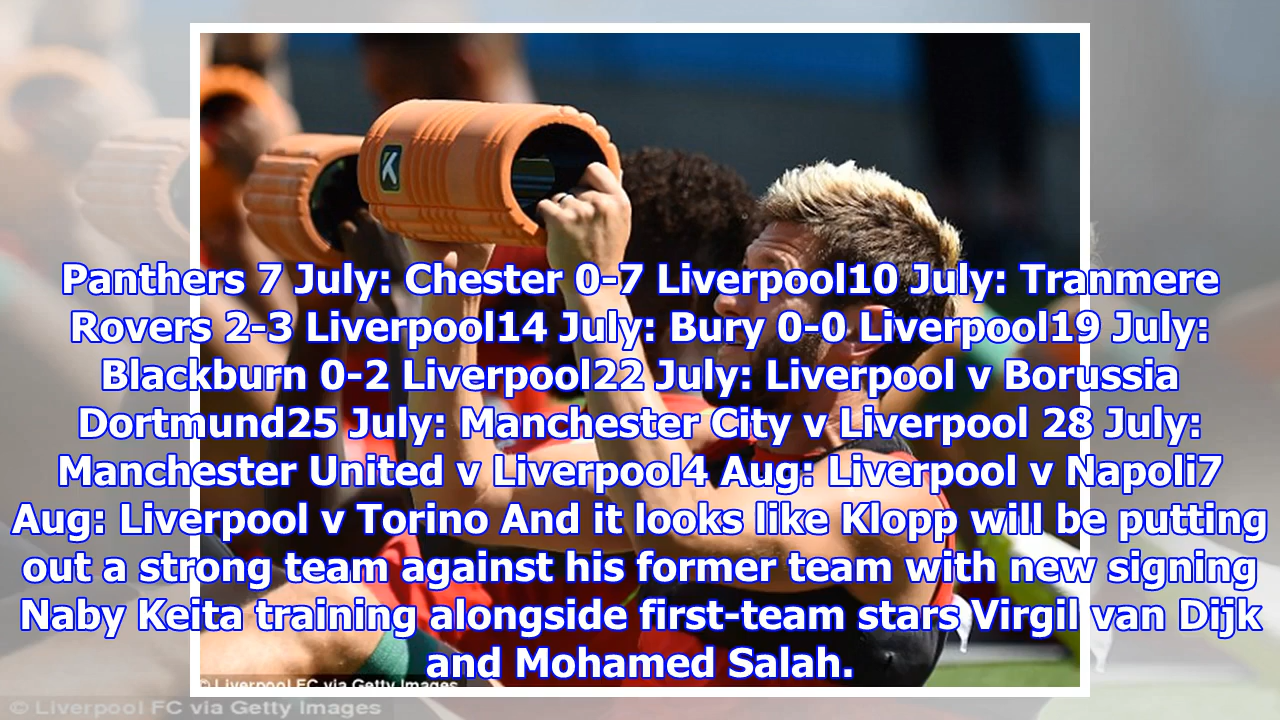 Panthers 7 July: Chester 0-7 Liverpool10 July: Tranmere
Rovers 2-3 Liverpool14 July: Bury 0-0 Liverpool19 July:
Blackburn 0-2 Liverpool22 July: Liverpool v Borussia
Dortmund25 July: Manchester City v Liverpool 28 July:
Manchester United v Liverpool4 Aug: Liverpool v Napoli7
Aug: Liverpool v Torino And it looks like Klopp will be putting
out a strong team against his former team with new signing
Naby Keita training alongside first-team stars Virgil van Dijk
and Mohamed Salah.
© Liverpool FC via Getty Images
© Liverpool FC via Getty Images